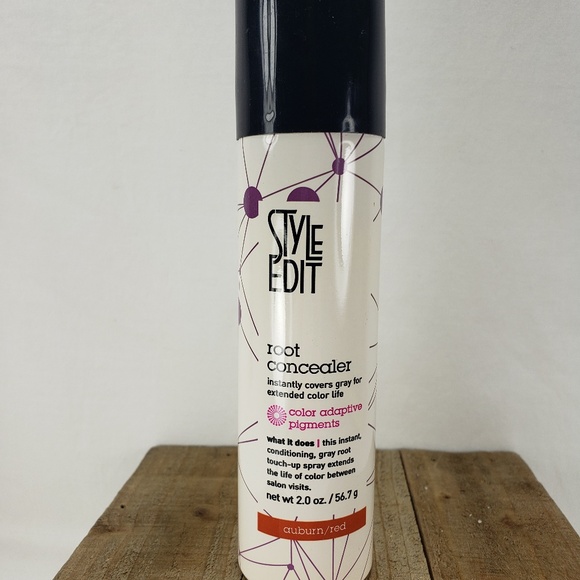 STYLE
EDIT
root
concealer
instantly covers gray for
extended color life
color adaptive
pigments
what it does | this instant,
conditioning, gray root
touch-up spray extends
the life of color between
salon visits.
net wt 2.0 oz. / 56.7 g
auburn/red